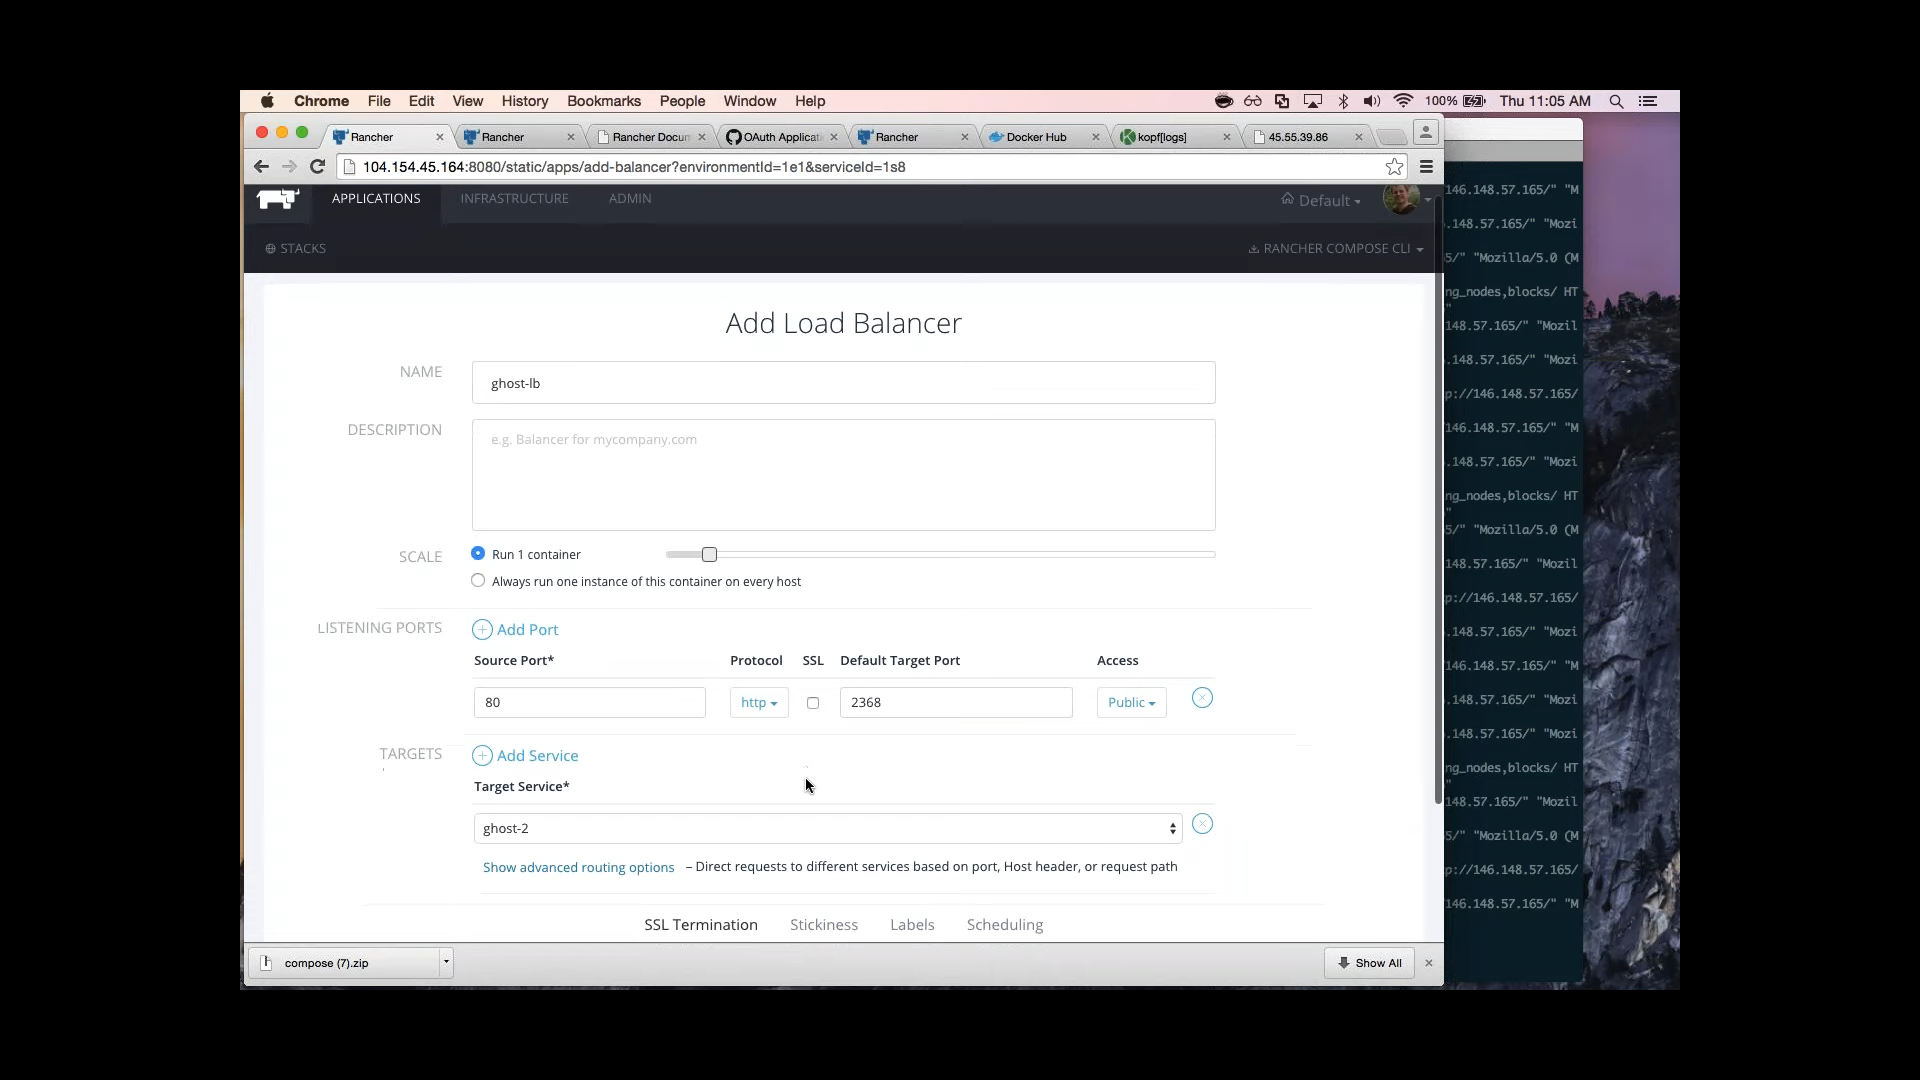 Chrome File Edit View History Bookmarks People Window Help 100% Thu 11:05 AM
Rancher Rancher Rancher Docum OAuth Applicati Rancher Docker Hub kopf[logs] 45.55.39.86
104.154.45.164:8080/static/apps/add-balancer?environmentId=1e1&serviceId=1s8
APPLICATIONS INFRASTRUCTURE ADMIN Default
STACKS RANCHER COMPOSE CLI
Add Load Balancer
NAME
ghost-lb
DESCRIPTION
e.g. Balancer for mycompany.com
SCALE
Run 1 container
Always run one instance of this container on every host
LISTENING PORTS
Add Port
Source Port* Protocol SSL Default Target Port Access
80 http 2368 Public
TARGETS
Add Service
Target Service*
ghost-2
Show advanced routing options – Direct requests to different services based on port, Host header, or request path
SSL Termination Stickiness Labels Scheduling
compose (7).zip Show All
146.148.57.165/" "M
.148.57.165/" "Mozi
5/" "Mozilla/5.0 (M
ng_nodes,blocks/ HT
"
148.57.165/" "Mozil
.148.57.165/" "Mozi
p://146.148.57.165/
146.148.57.165/" "M
.148.57.165/" "Mozi
ng_nodes,blocks/ HT
"
5/" "Mozilla/5.0 (M
148.57.165/" "Mozil
p://146.148.57.165/
.148.57.165/" "Mozi
146.148.57.165/" "M
.148.57.165/" "Mozi
.148.57.165/" "Mozi
ng_nodes,blocks/ HT
"
148.57.165/" "Mozil
5/" "Mozilla/5.0 (M
p://146.148.57.165/
146.148.57.165/" "M